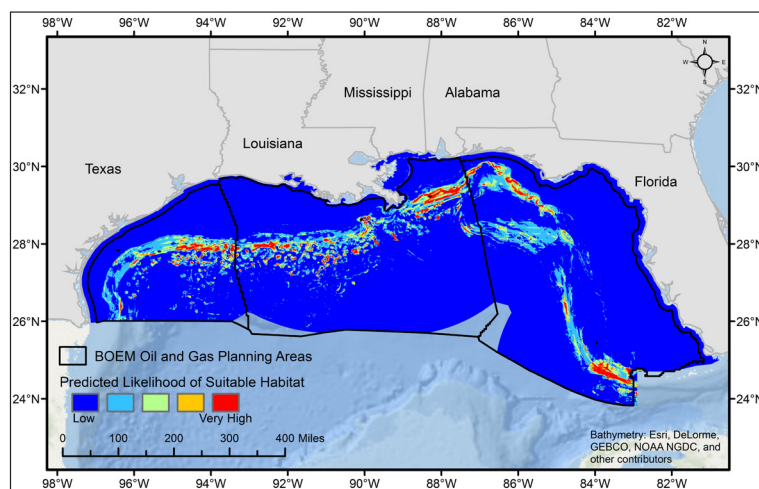 98°W 96°W 94°W 92°W 90°W 88°W 86°W 84°W 82°W
N
W E
S
32°N 32°N
Mississippi Alabama
Louisiana
Texas
30°N 30°N
Florida
28°N 28°N
26°N 26°N
BOEM Oil and Gas Planning Areas
Predicted Likelihood of Suitable Habitat
Low Very High
24°N 24°N
0 100 200 300 400 Miles
Bathymetry: Esri, DeLorme,
GEBCO, NOAA NGDC, and
other contributors
98°W 96°W 94°W 92°W 90°W 88°W 86°W 84°W 82°W